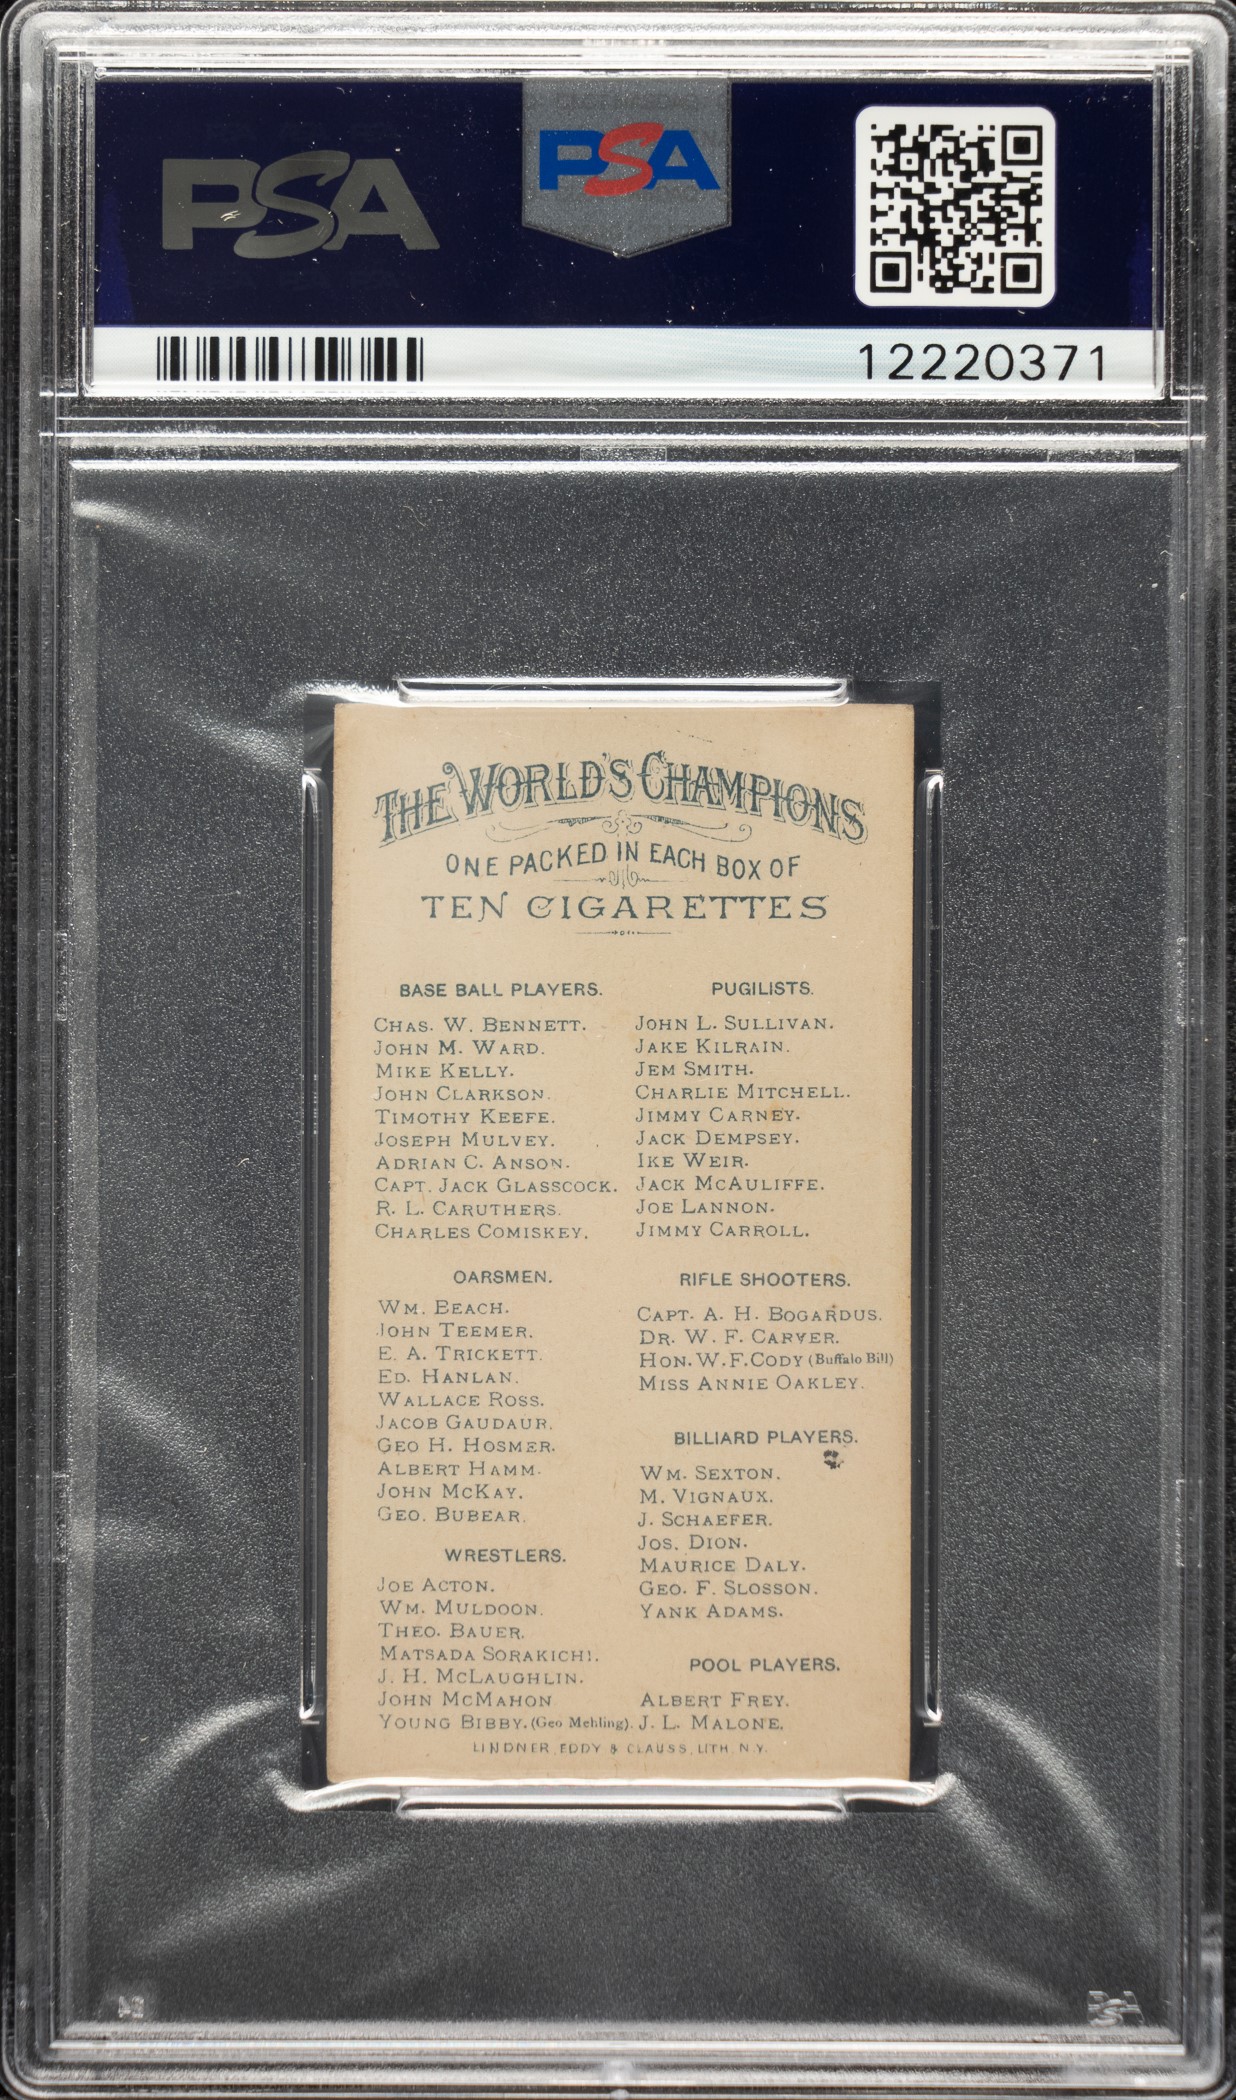 PSA
PSA
12220371
THE WORLD'S CHAMPIONS
ONE PACKED IN EACH BOX OF
TEN CIGARETTES
BASE BALL PLAYERS.
CHAS. W. BENNETT.
JOHN M. WARD.
MIKE KELLY.
JOHN CLARKSON.
TIMOTHY KEEFE.
JOSEPH MULVEY.
ADRIAN C. ANSON.
CAPT. JACK GLASSCOCK.
R. L. CARUTHERS.
CHARLES COMISKEY.
OARSMEN.
WM. BEACH.
JOHN TEEMER.
E. A. TRICKETT.
ED. HANLAN.
WALLACE ROSS.
JACOB GAUDAUR.
GEO H. HOSMER.
ALBERT HAMM.
JOHN MCKAY.
GEO. BUBEAR.
WRESTLERS.
JOE ACTON.
WM. MULDOON.
THEO. BAUER.
MATSADA SORAKICHI.
J. H. MCLAUGHLIN.
JOHN MCMAHON
YOUNG BIBBY. (Geo Mehling).
PUGILISTS.
JOHN L. SULLIVAN.
JAKE KILRAIN.
JEM SMITH.
CHARLIE MITCHELL.
JIMMY CARNEY.
JACK DEMPSEY.
IKE WEIR.
JACK MCAULIFFE.
JOE LANNON.
JIMMY CARROLL.
RIFLE SHOOTERS.
CAPT. A. H. BOGARDUS.
DR. W. F. CARVER.
HON. W. F. CODY (Buffalo Bill)
MISS ANNIE OAKLEY.
BILLIARD PLAYERS.
WM. SEXTON.
M. VIGNAUX.
J. SCHAEFER.
JOS. DION.
MAURICE DALY.
GEO. F. SLOSSON.
YANK ADAMS.
POOL PLAYERS.
ALBERT FREY.
J. L. MALONE.
LINDNER, EDDY & CLAUSS, LITH. N.Y.
PSA